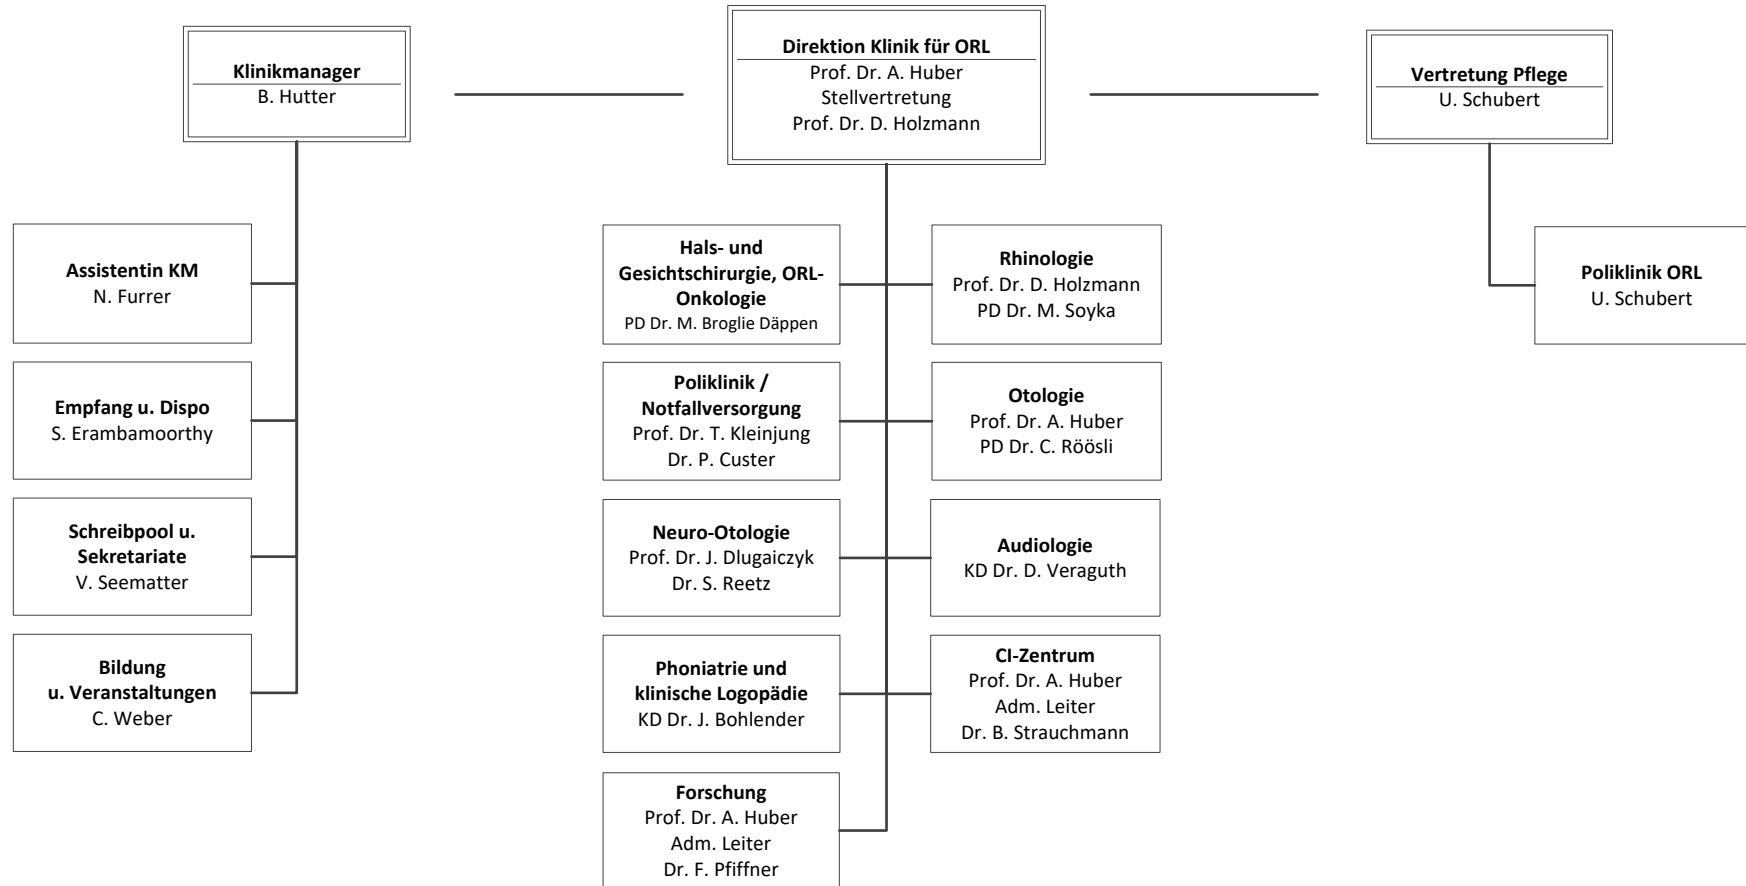 Klinikmanager
B. Hutter
Direktion Klinik für ORL
Prof. Dr. A. Huber
Stellvertretung
Prof. Dr. D. Holzmann
Vertretung Pflege
U. Schubert
Assistentin KM
N. Furrer
Empfang u. Dispo
S. Erambamoorthy
Schreibpool u.
Sekretariate
V. Seematter
Bildung
u. Veranstaltungen
C. Weber
Hals- und
Gesichtschirurgie, ORL-
Onkologie
PD Dr. M. Broglie Däppen
Rhinologie
Prof. Dr. D. Holzmann
PD Dr. M. Soyka
Poliklinik /
Notfallversorgung
Prof. Dr. T. Kleinjung
Dr. P. Custer
Otologie
Prof. Dr. A. Huber
PD Dr. C. Röösli
Neuro-Otologie
Prof. Dr. J. Dlugaiczyk
Dr. S. Reetz
Audiologie
KD Dr. D. Veraguth
Phoniatrie und
klinische Logopädie
KD Dr. J. Bohlender
CI-Zentrum
Prof. Dr. A. Huber
Adm. Leiter
Dr. B. Strauchmann
Forschung
Prof. Dr. A. Huber
Adm. Leiter
Dr. F. Pfiffner
Poliklinik ORL
U. Schubert